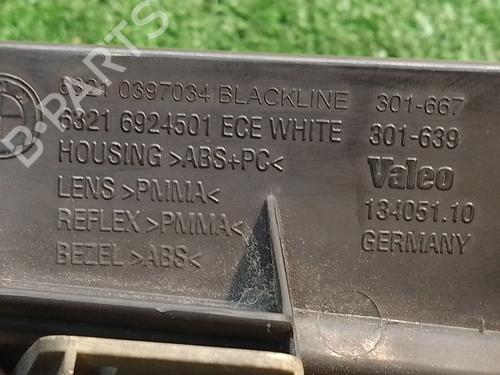 6321 0397034 BLACKLINE 301-667
6321 6924501 ECE WHITE 301-639
HOUSING >ABS+PC<
LENS >PMMA<
REFLEX >PMMA<
BEZEL >ABS<
Valeo
134051.10
GERMANY
B-PARTS